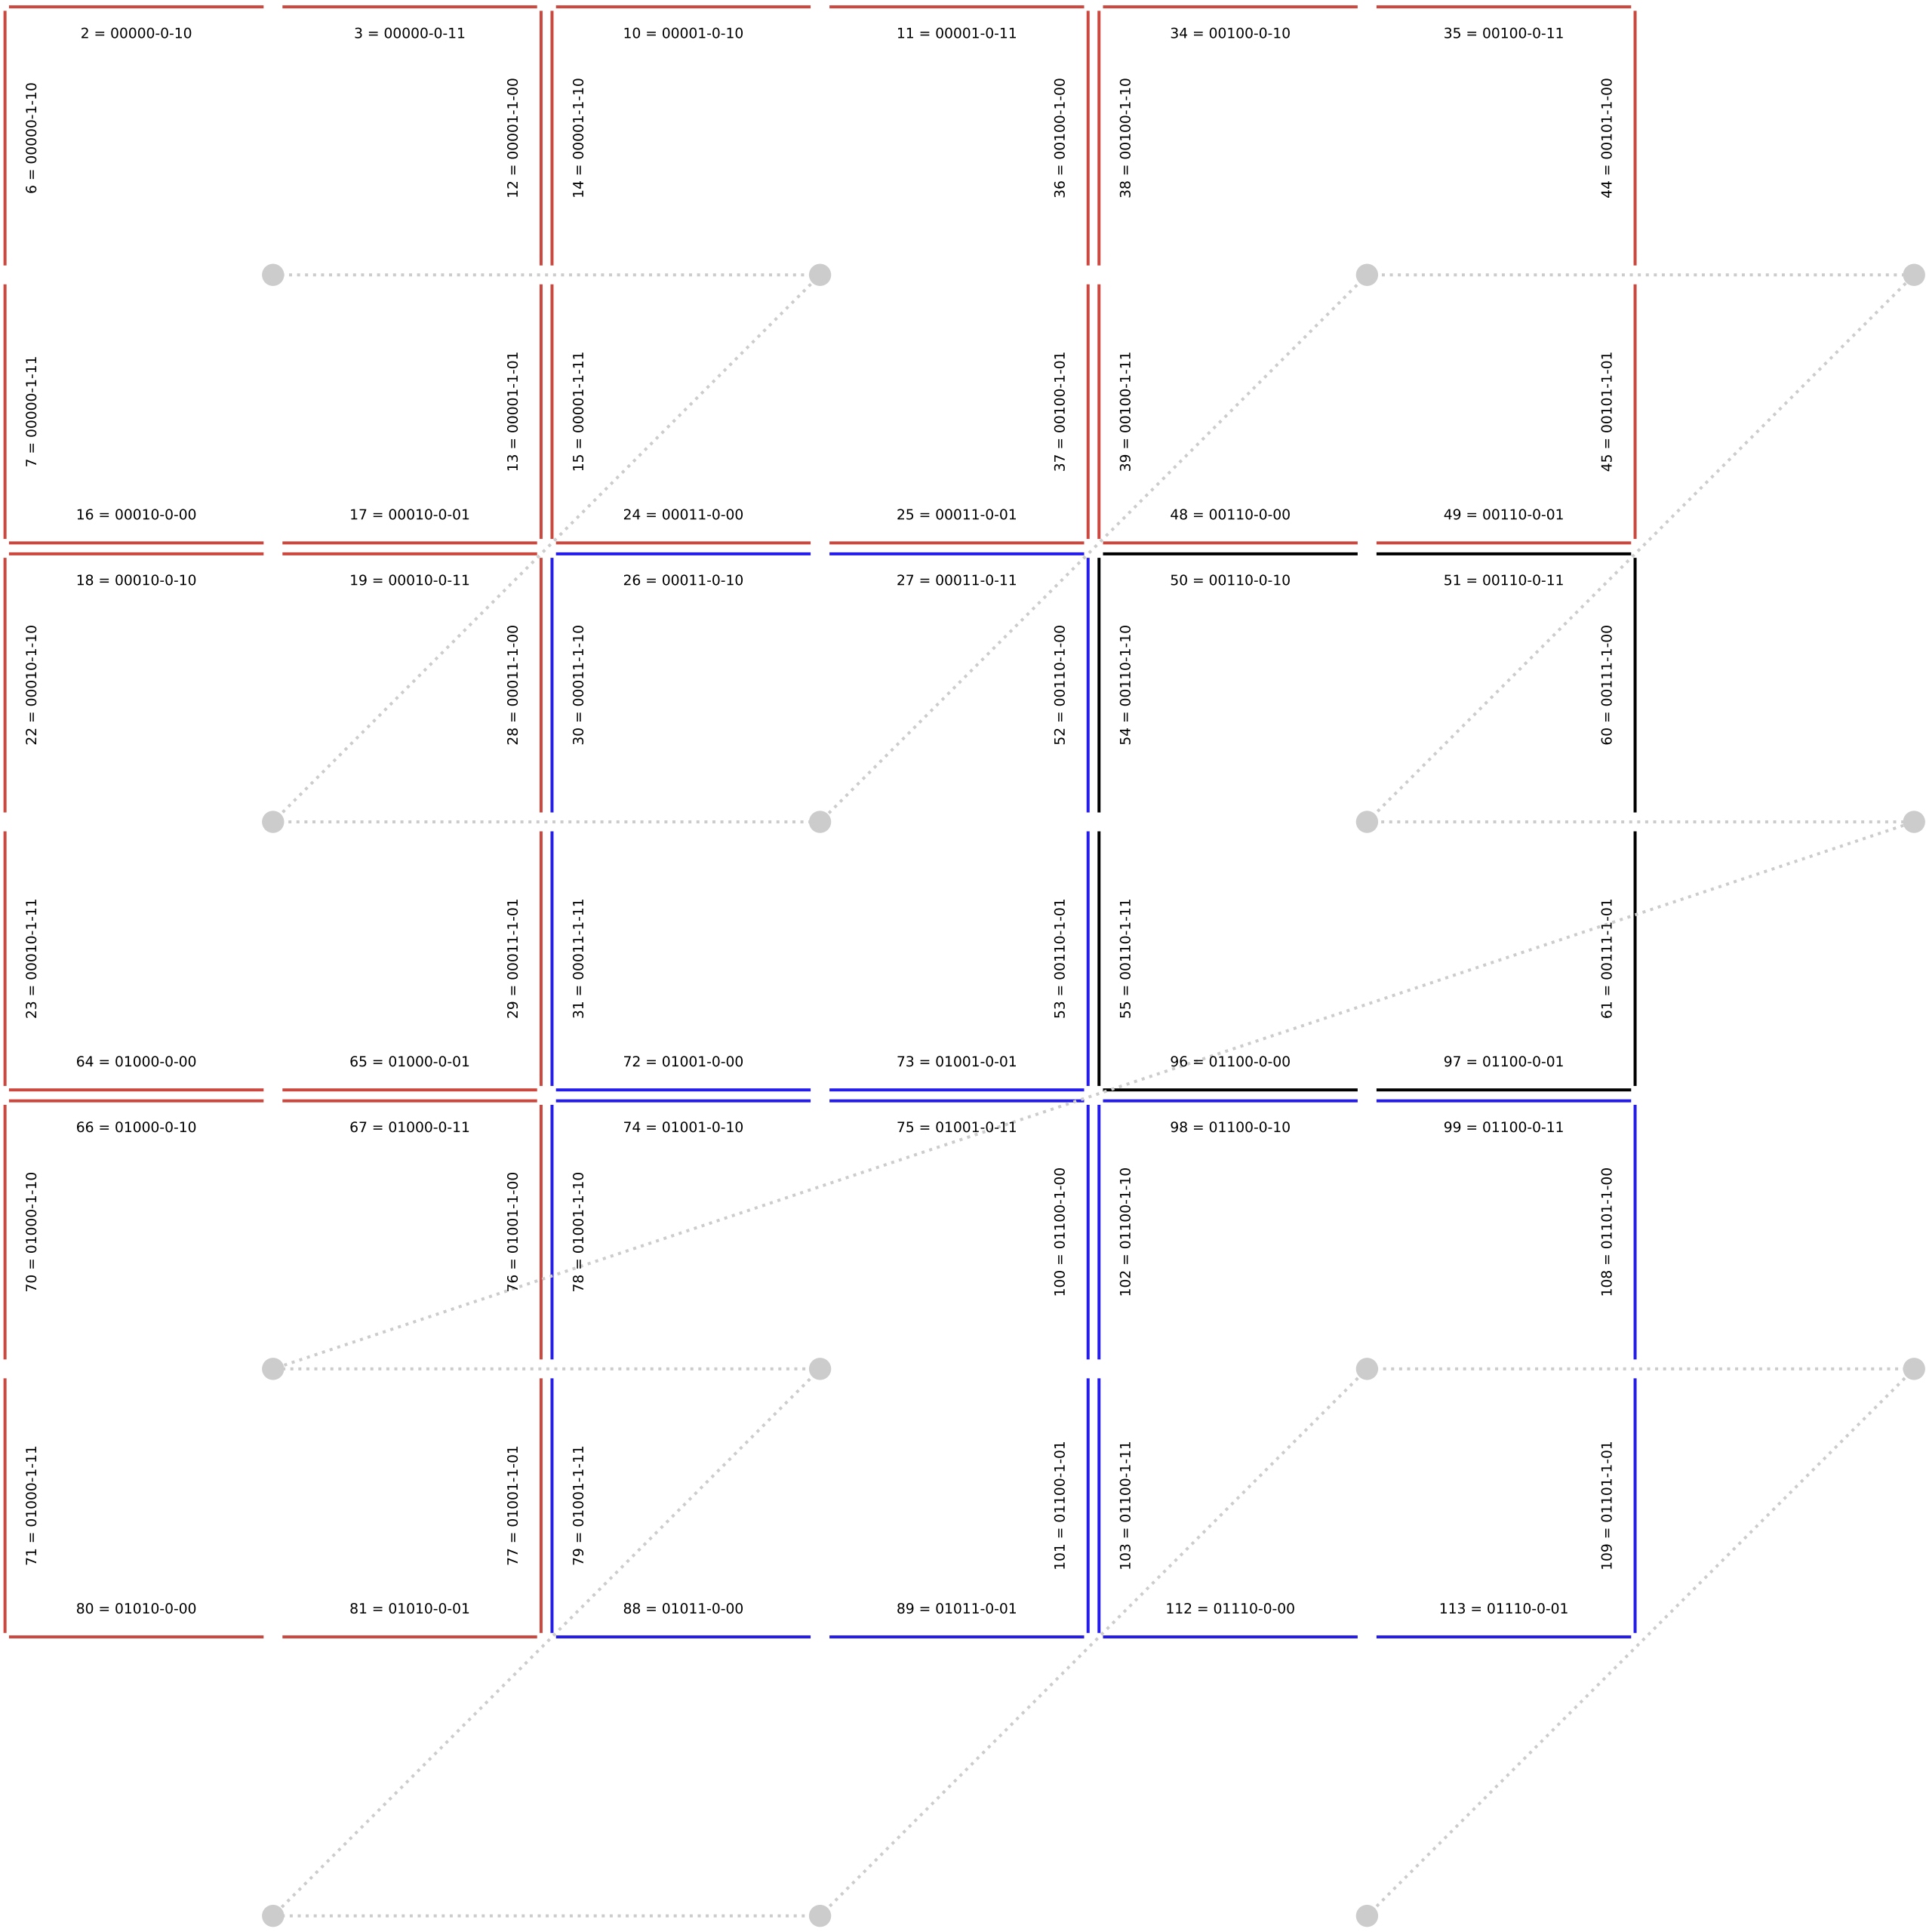 2 = 00000-0-10
3 = 00000-0-11
10 = 00001-0-10
11 = 00001-0-11
34 = 00100-0-10
35 = 00100-0-11
6 = 00000-1-10
12 = 00001-1-00
14 = 00001-1-10
36 = 00100-1-00
38 = 00100-1-10
44 = 00101-1-00
7 = 00000-1-11
13 = 00001-1-01
15 = 00001-1-11
37 = 00100-1-01
39 = 00100-1-11
45 = 00101-1-01
16 = 00010-0-00
17 = 00010-0-01
24 = 00011-0-00
25 = 00011-0-01
48 = 00110-0-00
49 = 00110-0-01
18 = 00010-0-10
19 = 00010-0-11
26 = 00011-0-10
27 = 00011-0-11
50 = 00110-0-10
51 = 00110-0-11
22 = 00010-1-10
28 = 00011-1-00
30 = 00011-1-10
52 = 00110-1-00
54 = 00110-1-10
60 = 00111-1-00
23 = 00010-1-11
29 = 00011-1-01
31 = 00011-1-11
53 = 00110-1-01
55 = 00110-1-11
61 = 00111-1-01
64 = 01000-0-00
65 = 01000-0-01
72 = 01001-0-00
73 = 01001-0-01
96 = 01100-0-00
97 = 01100-0-01
66 = 01000-0-10
67 = 01000-0-11
74 = 01001-0-10
75 = 01001-0-11
98 = 01100-0-10
99 = 01100-0-11
70 = 01000-1-10
76 = 01001-1-00
78 = 01001-1-10
100 = 01100-1-00
102 = 01100-1-10
108 = 01101-1-00
71 = 01000-1-11
77 = 01001-1-01
79 = 01001-1-11
101 = 01100-1-01
103 = 01100-1-11
109 = 01101-1-01
80 = 01010-0-00
81 = 01010-0-01
88 = 01011-0-00
89 = 01011-0-01
112 = 01110-0-00
113 = 01110-0-01